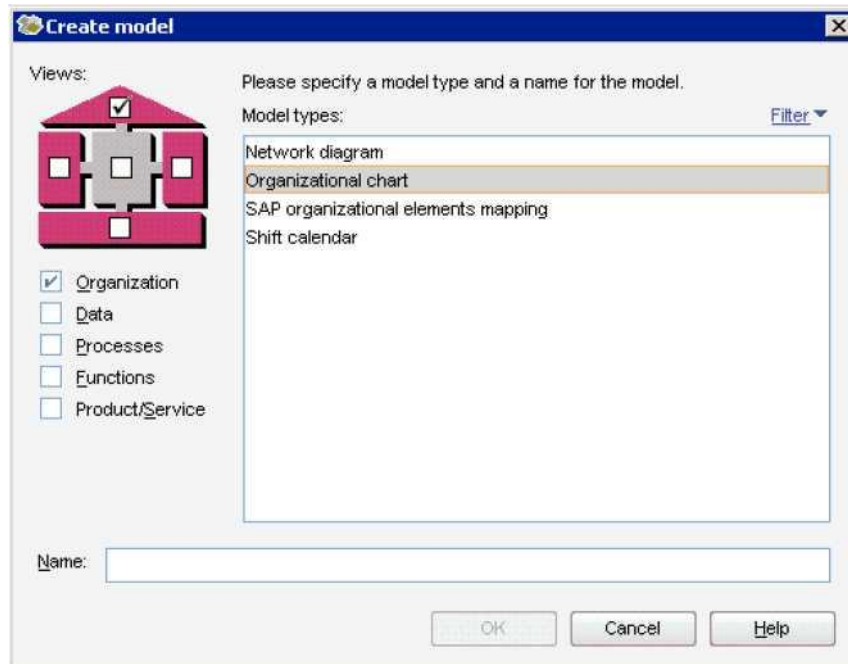 Create model
Views:
Please specify a model type and a name for the model.
Model types:
Filter
Network diagram
Organizational chart
SAP organizational elements mapping
Shift calendar
Organization
Data
Processes
Functions
Product/Service
Name:
OK
Cancel
Help